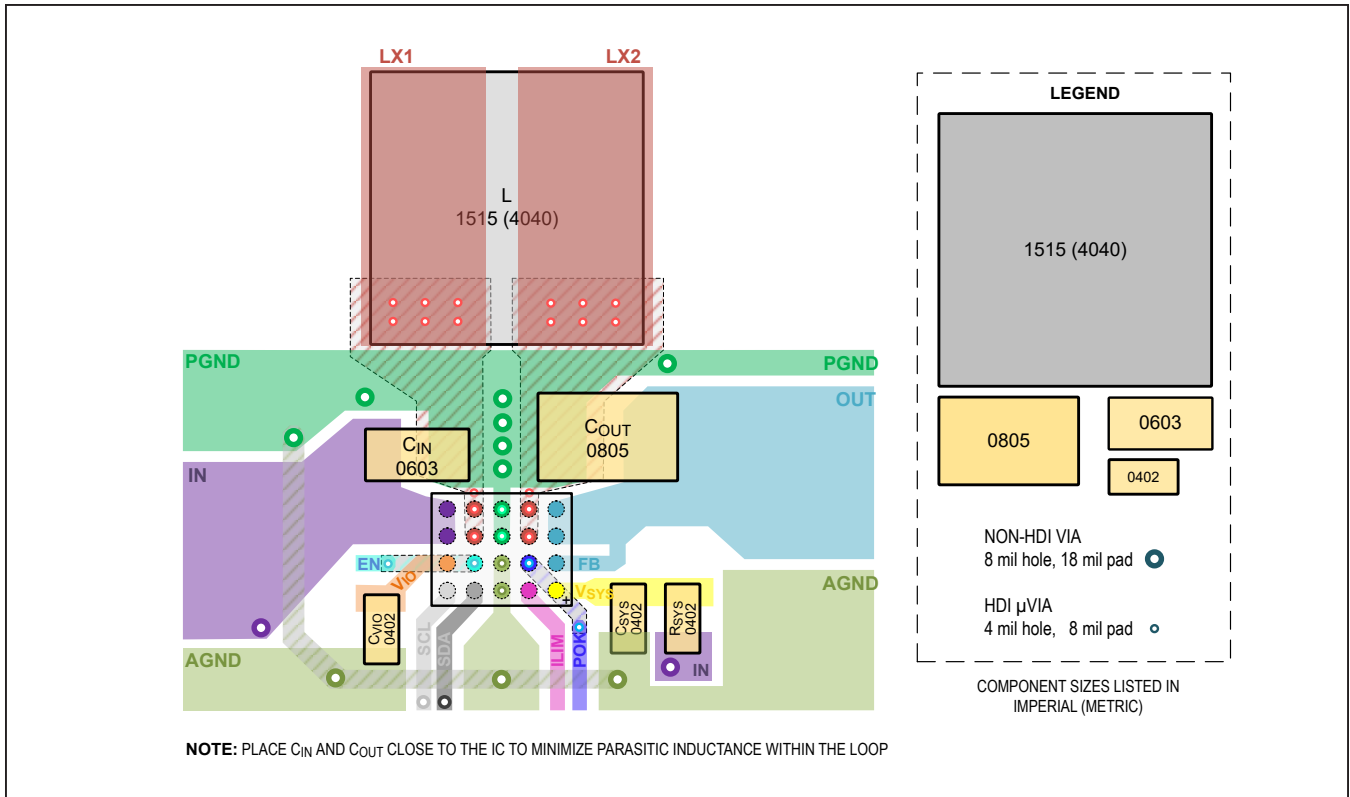 LX1
LX2
L
1515 (4040)
PGND
PGND
OUT
CIN
0603
COUT
0805
IN
EN
VIO
FB
VSYS
+
AGND
CVIO
0402
SCL
SDA
ILIM
POK
CSYS
0402
RSYS
0402
IN
AGND
LEGEND
1515 (4040)
0805
0603
0402
NON-HDI VIA
8 mil hole, 18 mil pad
HDI µVIA
4 mil hole, 8 mil pad
COMPONENT SIZES LISTED IN
IMPERIAL (METRIC)
NOTE: PLACE CIN AND COUT CLOSE TO THE IC TO MINIMIZE PARASITIC INDUCTANCE WITHIN THE LOOP